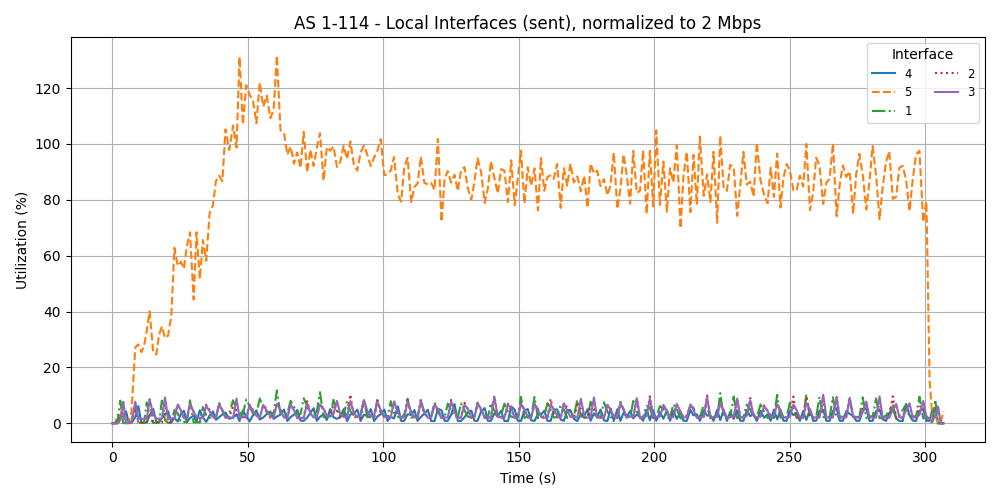 AS 1-114 - Local Interfaces (sent), normalized to 2 Mbps
Utilization (%)
120
100
80
60
40
20
0
0 50 100 150 200 250 300
Time (s)
Interface
4 2
5 3
1